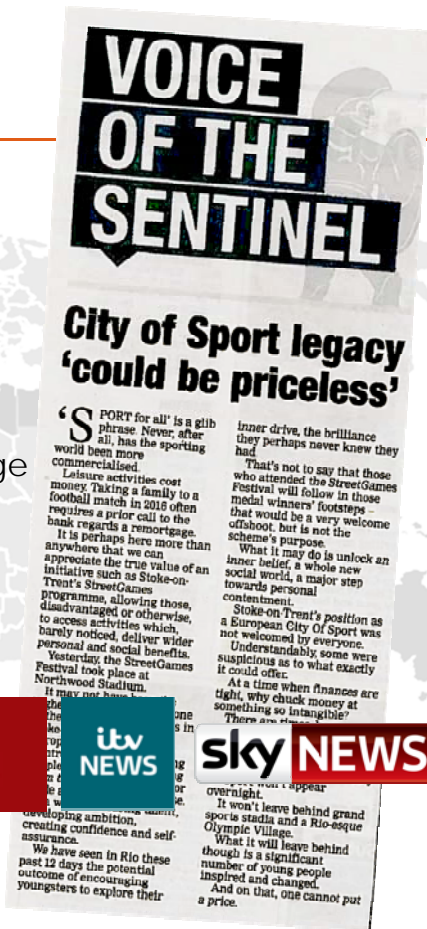 VOICE
OF THE
SENTINEL
City of Sport legacy
‘could be priceless’
‘SPORT for all’ is a glib
phrase. Never, after
all, has the sporting
world been more
commercialised.
Leisure activities cost
money. Taking a family to a
football match in 2016 often
requires a prior call to the
bank regards a remortgage.
It is perhaps here more than
anywhere that we can
appreciate the true value of an
initiative such as Stoke-on-
Trent's StreetGames
programme, allowing those,
disadvantaged or otherwise,
to access activities which,
barely noticed, deliver wider
personal and social benefits.
Yesterday, the StreetGames
Festival took place at
Northwood Stadium.
It may not have
developing ambition,
creating confidence and self-
assurance.
We have seen in Rio these
past 12 days the potential
outcome of encouraging
youngsters to explore their
inner drive, the brilliance
they perhaps never knew they
had.
That's not to say that those
who attended the StreetGames
Festival will follow in those
medal winners' footsteps –
that would be a very welcome
offshoot, but is not the
scheme's purpose.
What it may do is unlock an
inner belief, a whole new
social world, a major step
towards personal
contentment.
Stoke-on-Trent's position as
a European City Of Sport was
not welcomed by everyone.
Understandably, some were
suspicious as to what exactly
it could offer.
At a time when finances are
tight, why chuck money at
something so intangible?
There are
won't appear
overnight.
It won't leave behind grand
sports stadia and a Rio-esque
Olympic Village.
What it will leave behind
though is a significant
number of young people
inspired and changed.
And on that, one cannot put
a price.
ge
itv
NEWS
sky NEWS